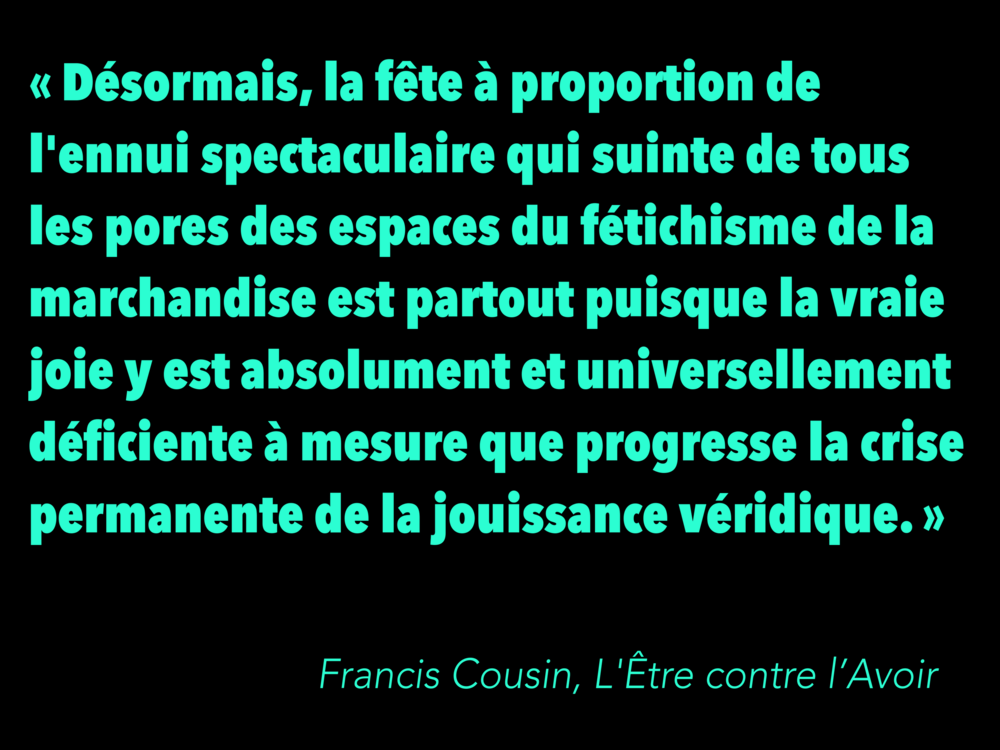 « Désormais, la fête à proportion de
l'ennui spectaculaire qui suinte de tous
les pores des espaces du fétichisme de la
marchandise est partout puisque la vraie
joie y est absolument et universellement
déficiente à mesure que progresse la crise
permanente de la jouissance véridique. »
Francis Cousin, L'Être contre l’Avoir